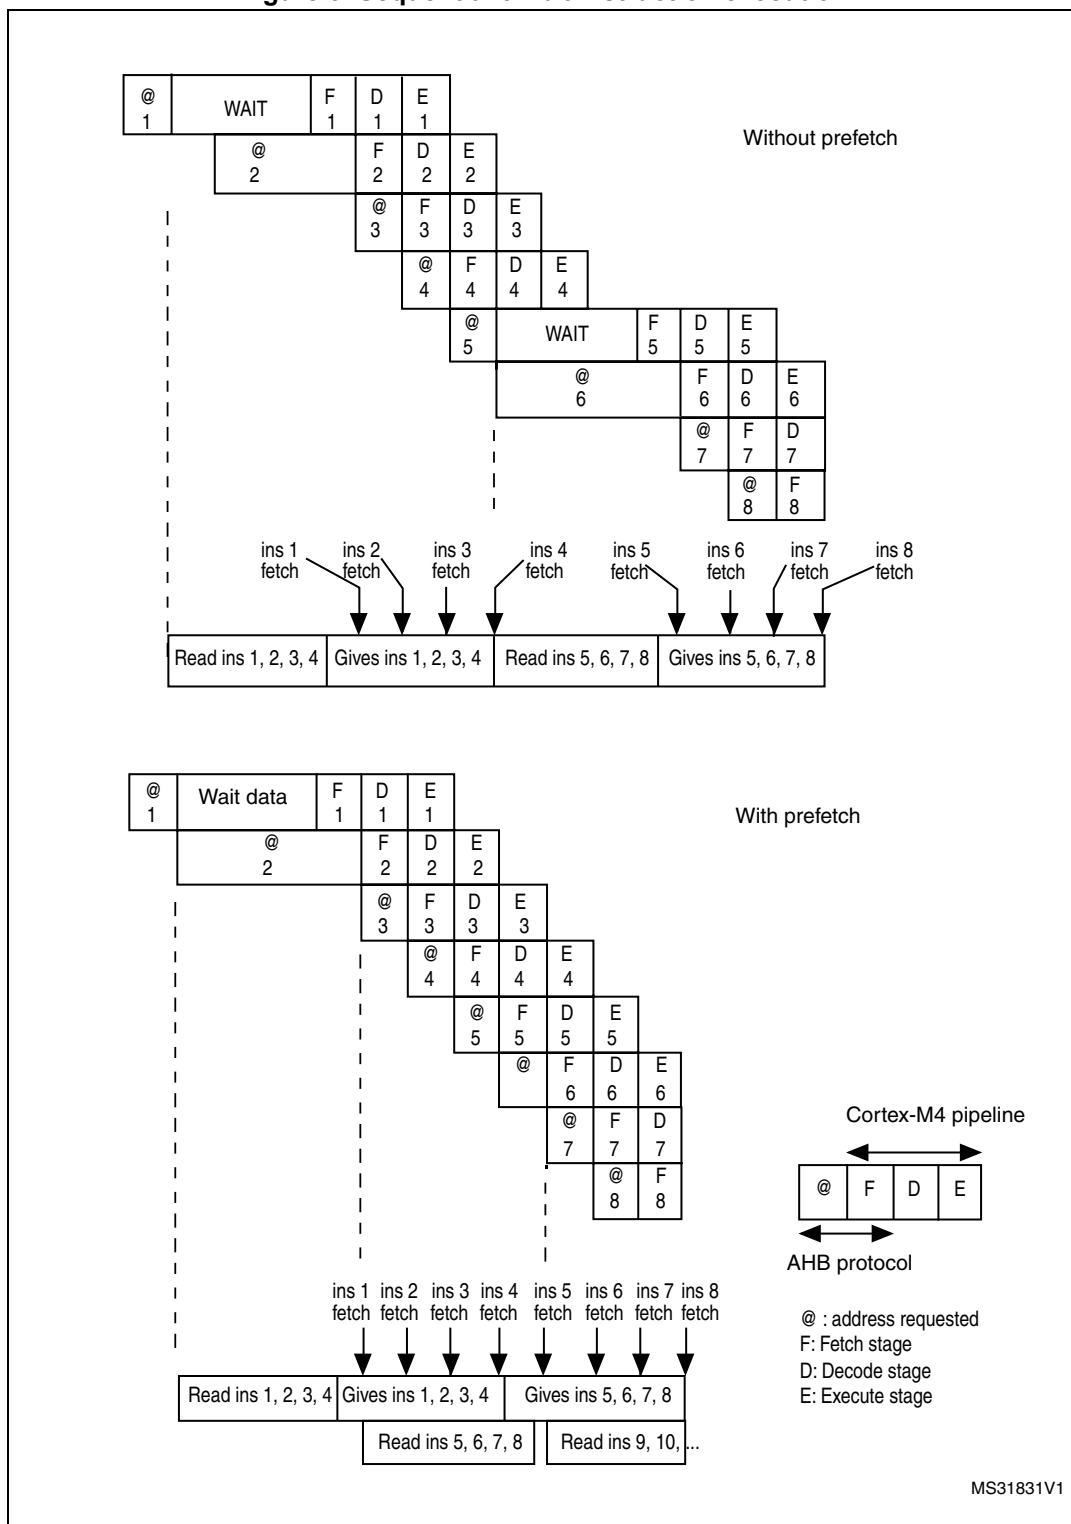 @ WAIT F D E
1 1 1 1
Without prefetch
@ F D E
2 2 2 2
@ F D E
3 3 3 3
@ F D E
4 4 4 4
@ WAIT F D E
5 5 5 5
@ F D E
6 6 6 6
@ F D
7 7 7
@ F
8 8
ins 1 ins 2 ins 3 ins 4 ins 5 ins 6 ins 7 ins 8
fetch fetch fetch fetch fetch fetch fetch fetch
Read ins 1, 2, 3, 4 Gives ins 1, 2, 3, 4 Read ins 5, 6, 7, 8 Gives ins 5, 6, 7, 8
@ Wait data F D E
1 1 1 1
With prefetch
@ F D E
2 2 2 2
@ F D E
3 3 3 3
@ F D E
4 4 4 4
@ F D E
5 5 5 5
@ F D E
6 6 6
@ F D
7 7 7
@ F
8 8
Cortex-M4 pipeline
@ F D E
AHB protocol
ins 1 ins 2 ins 3 ins 4 ins 5 ins 6 ins 7 ins 8
fetch fetch fetch fetch fetch fetch fetch fetch
@ : address requested
F: Fetch stage
D: Decode stage
E: Execute stage
Read ins 1, 2, 3, 4 Gives ins 1, 2, 3, 4 Gives ins 5, 6, 7, 8
Read ins 5, 6, 7, 8 Read ins 9, 10, ...
MS31831V1